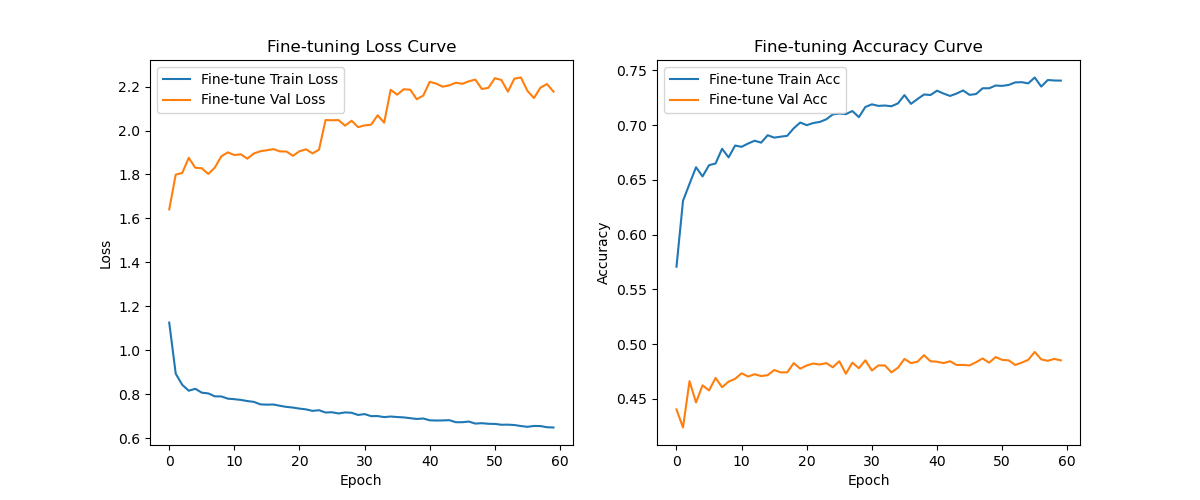 Fine-tuning Loss Curve
Fine-tune Train Loss
Fine-tune Val Loss
2.2
2.0
1.8
1.6
1.4
1.2
1.0
0.8
0.6
Loss
0 10 20 30 40 50 60
Epoch
Fine-tuning Accuracy Curve
Fine-tune Train Acc
Fine-tune Val Acc
0.75
0.70
0.65
0.60
0.55
0.50
0.45
Accuracy
0 10 20 30 40 50 60
Epoch